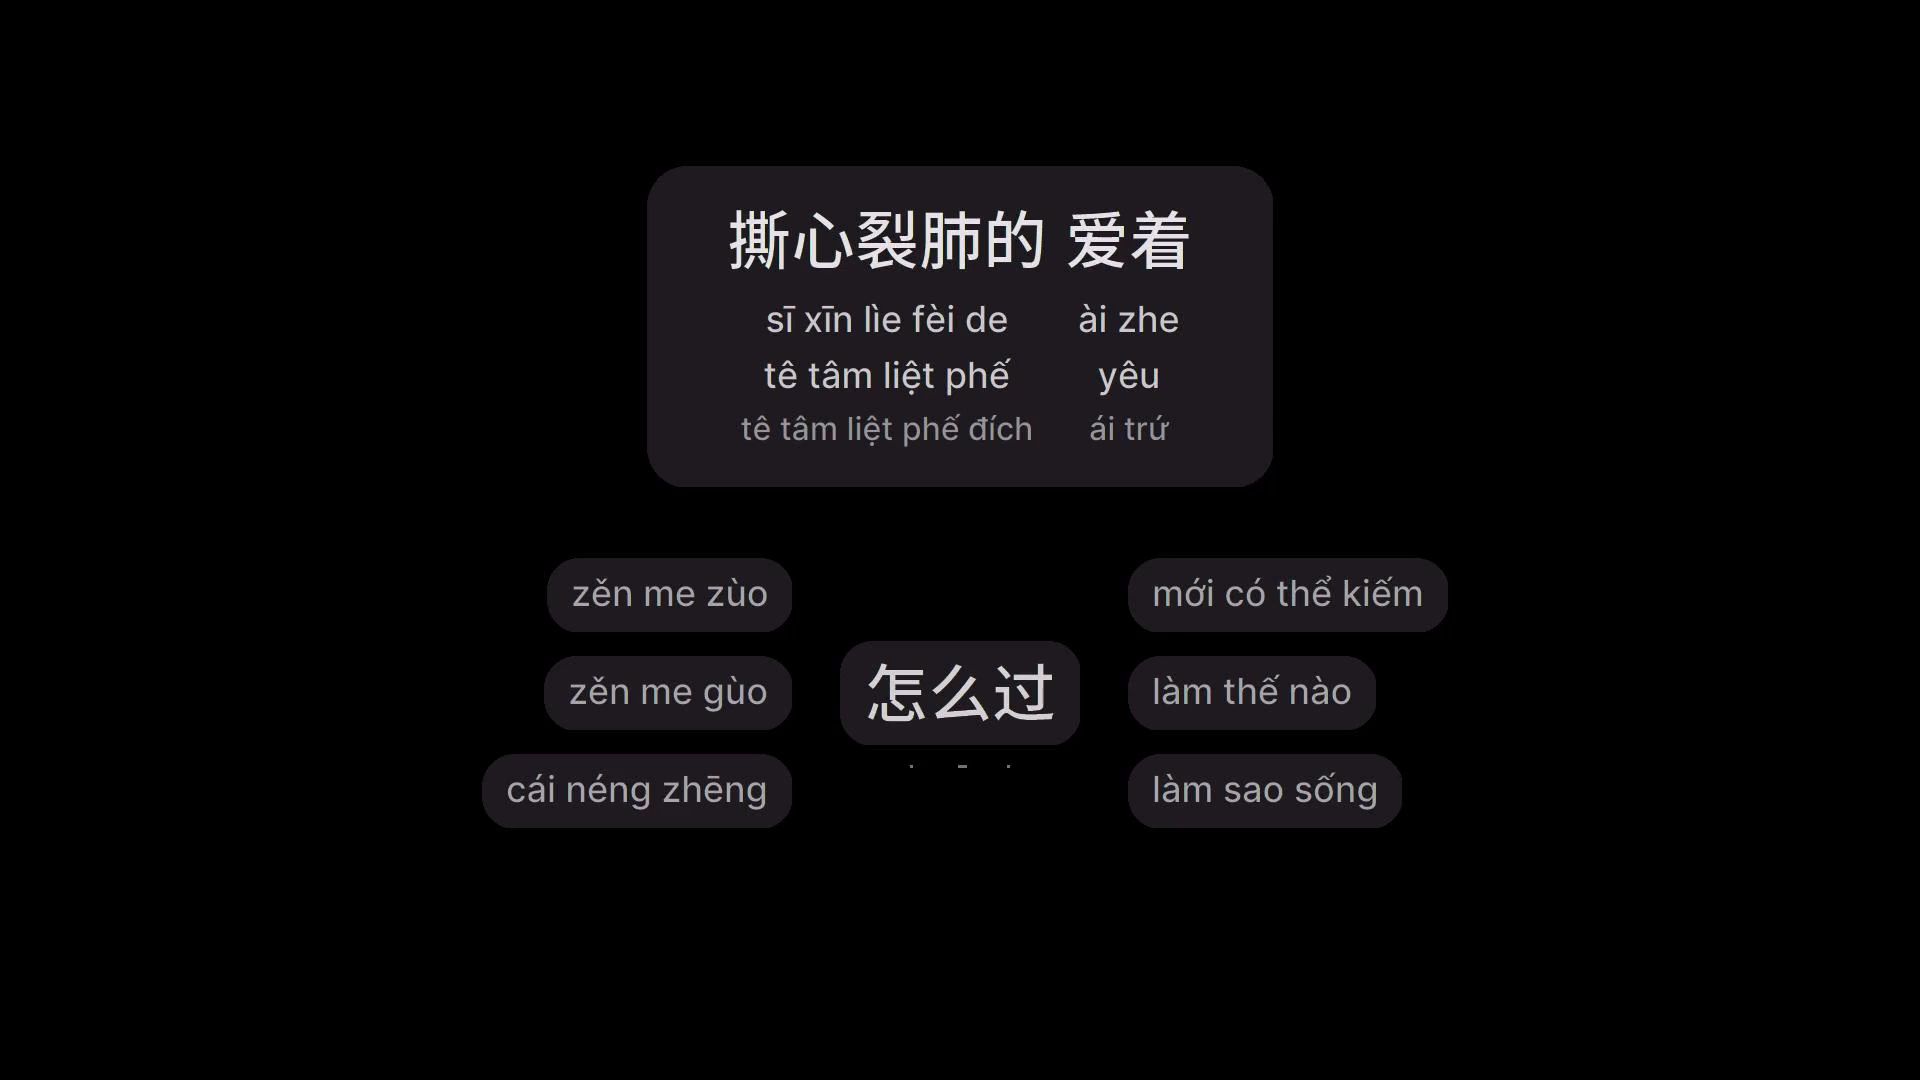 撕心裂肺的 爱着
sī xīn lìe fèi de ài zhe
tê tâm liệt phế yêu
tê tâm liệt phế đích ái trứ
zěn me zùo
mới có thể kiếm
zěn me gùo
怎么过
làm thế nào
cái néng zhēng
làm sao sống